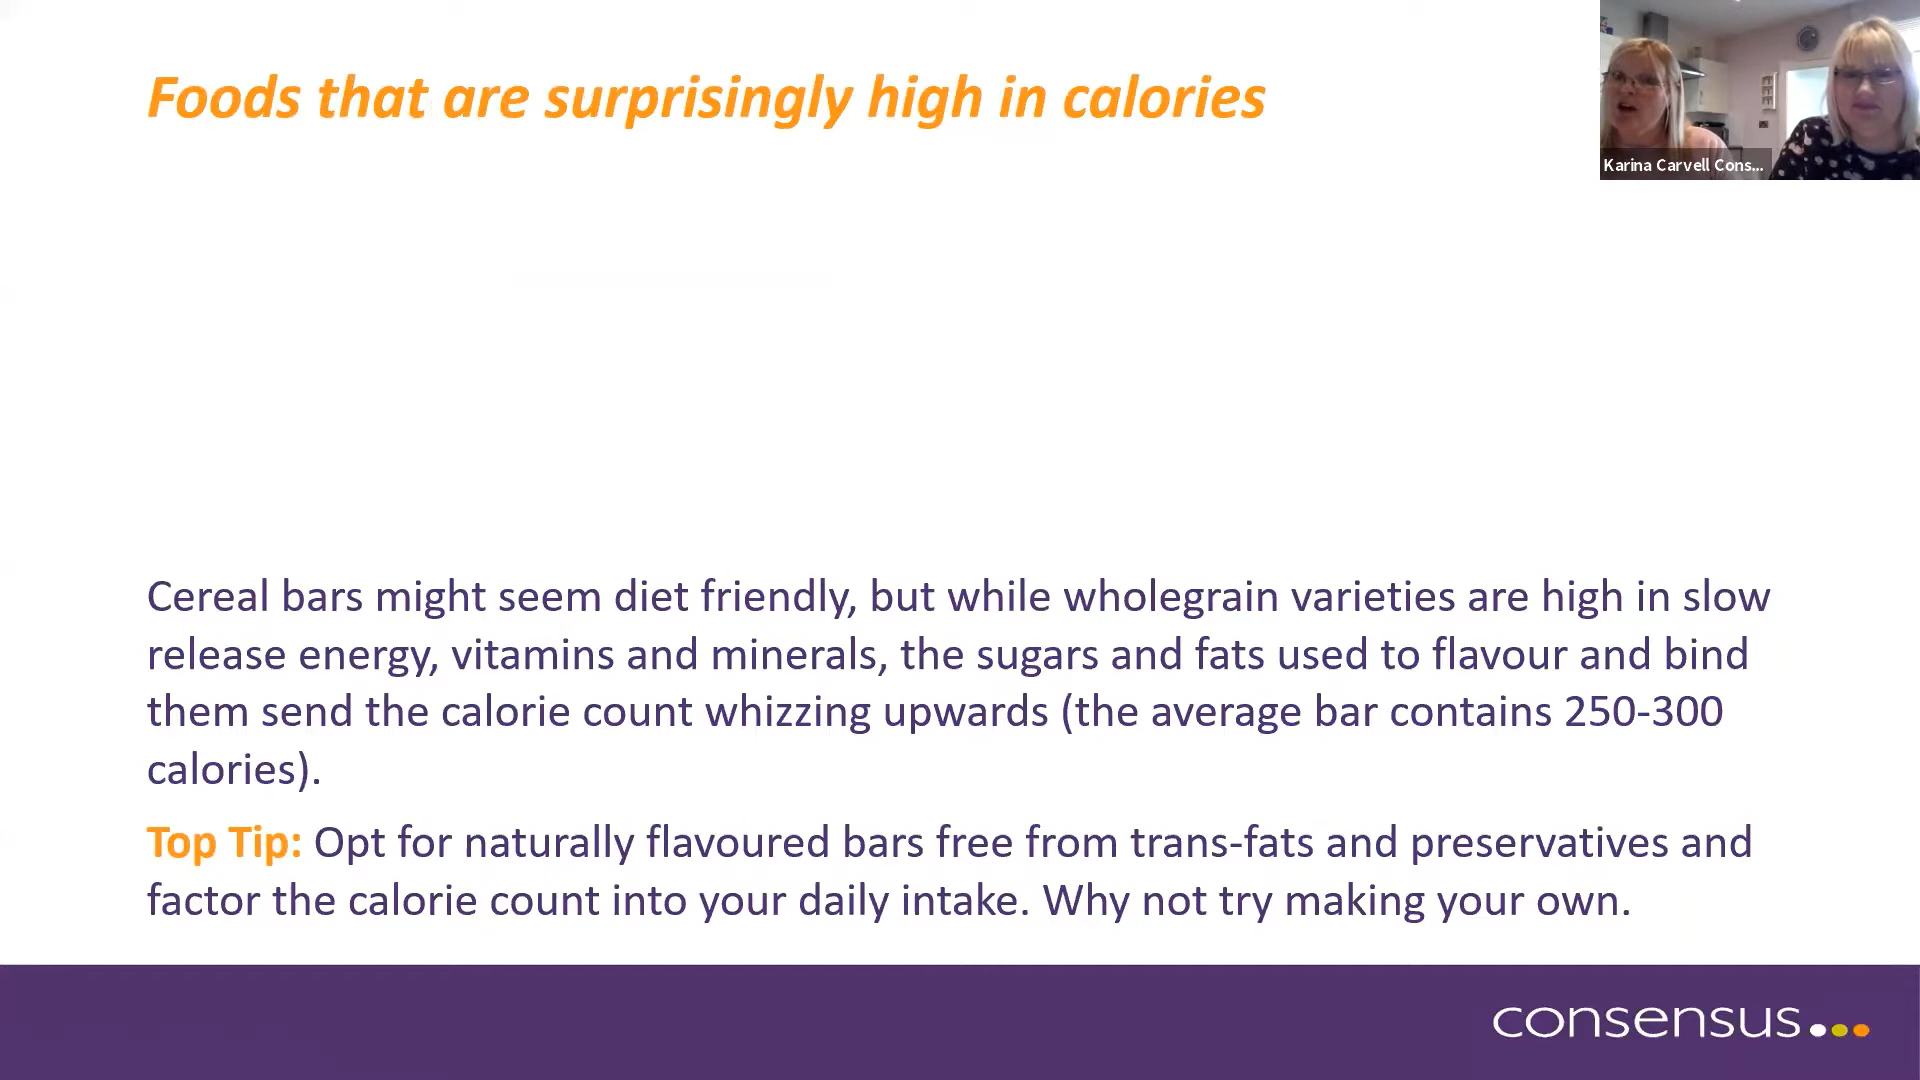 Foods that are surprisingly high in calories
Karina Carvell Cons...
Cereal bars might seem diet friendly, but while wholegrain varieties are high in slow
release energy, vitamins and minerals, the sugars and fats used to flavour and bind
them send the calorie count whizzing upwards (the average bar contains 250-300
calories).
Top Tip: Opt for naturally flavoured bars free from trans-fats and preservatives and
factor the calorie count into your daily intake. Why not try making your own.
consensus...